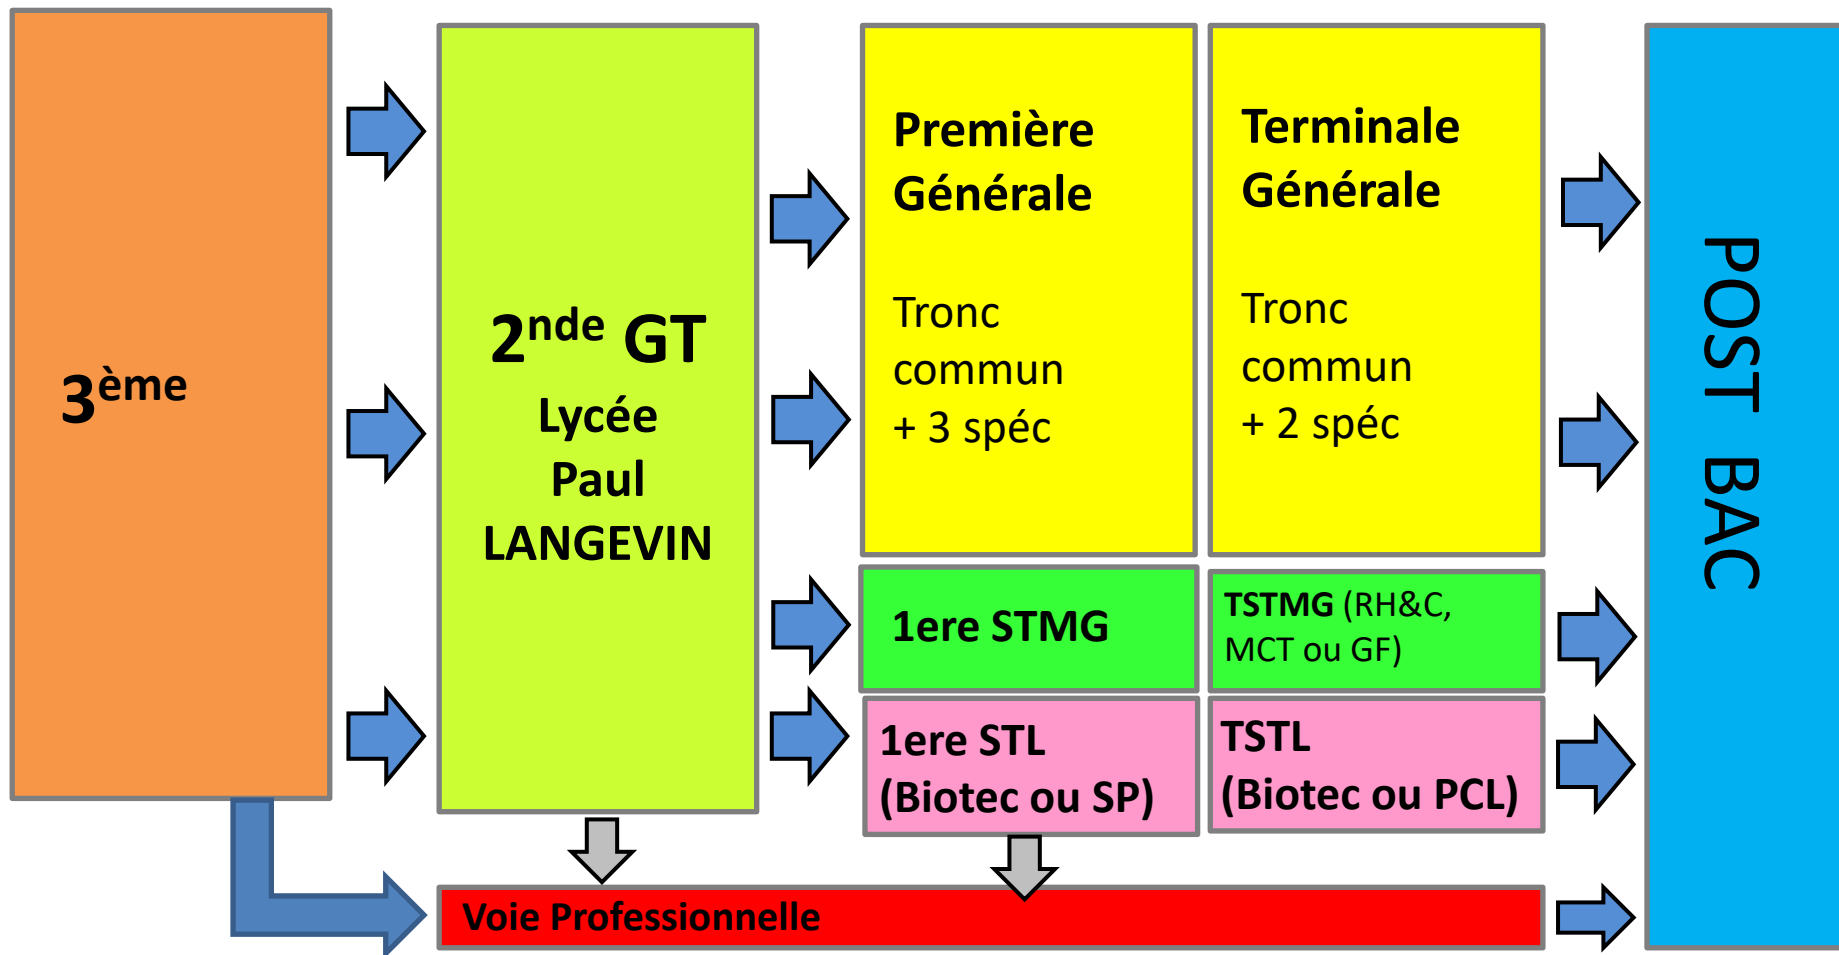 3ème
2nde GT
Lycée
Paul
LANGEVIN
Première
Générale
Tronc
commun
+ 3 spéc
Terminale
Générale
Tronc
commun
+ 2 spéc
1ere STMG
TSTMG (RH&C,
MCT ou GF)
1ere STL
(Biotec ou SP)
TSTL
(Biotec ou PCL)
Voie Professionnelle
POST BAC